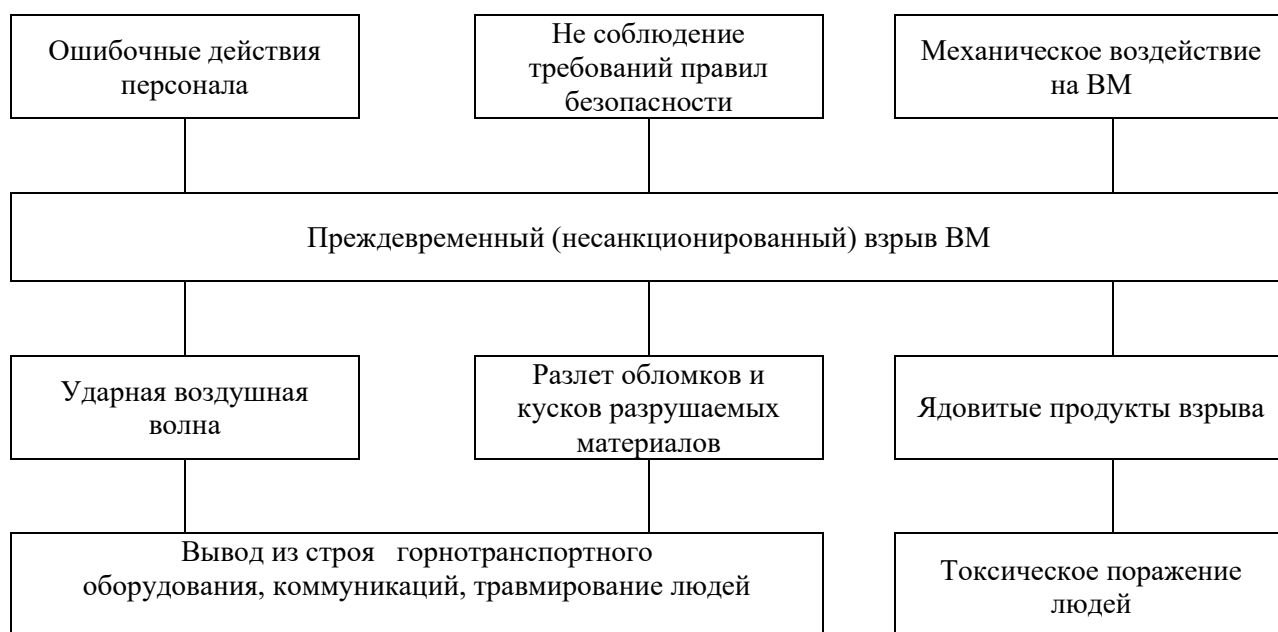 Ошибочные действия
персонала
Не соблюдение
требований правил
безопасности
Механическое воздействие
на ВМ
Преждевременный (несанкционированный) взрыв ВМ
Ударная воздушная
волна
Разлет обломков и
кусков разрушаемых
материалов
Ядовитые продукты взрыва
Вывод из строя горнотранспортного
оборудования, коммуникаций, травмирование людей
Токсическое поражение
людей